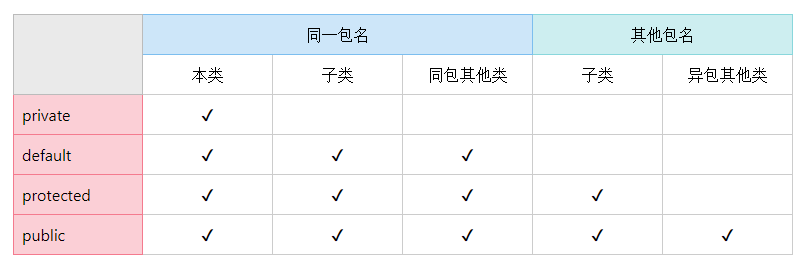 同一包名 其他包名
本类 子类 同包其他类 子类 异包其他类
private ✓
default ✓ ✓ ✓
protected ✓ ✓ ✓ ✓
public ✓ ✓ ✓ ✓ ✓